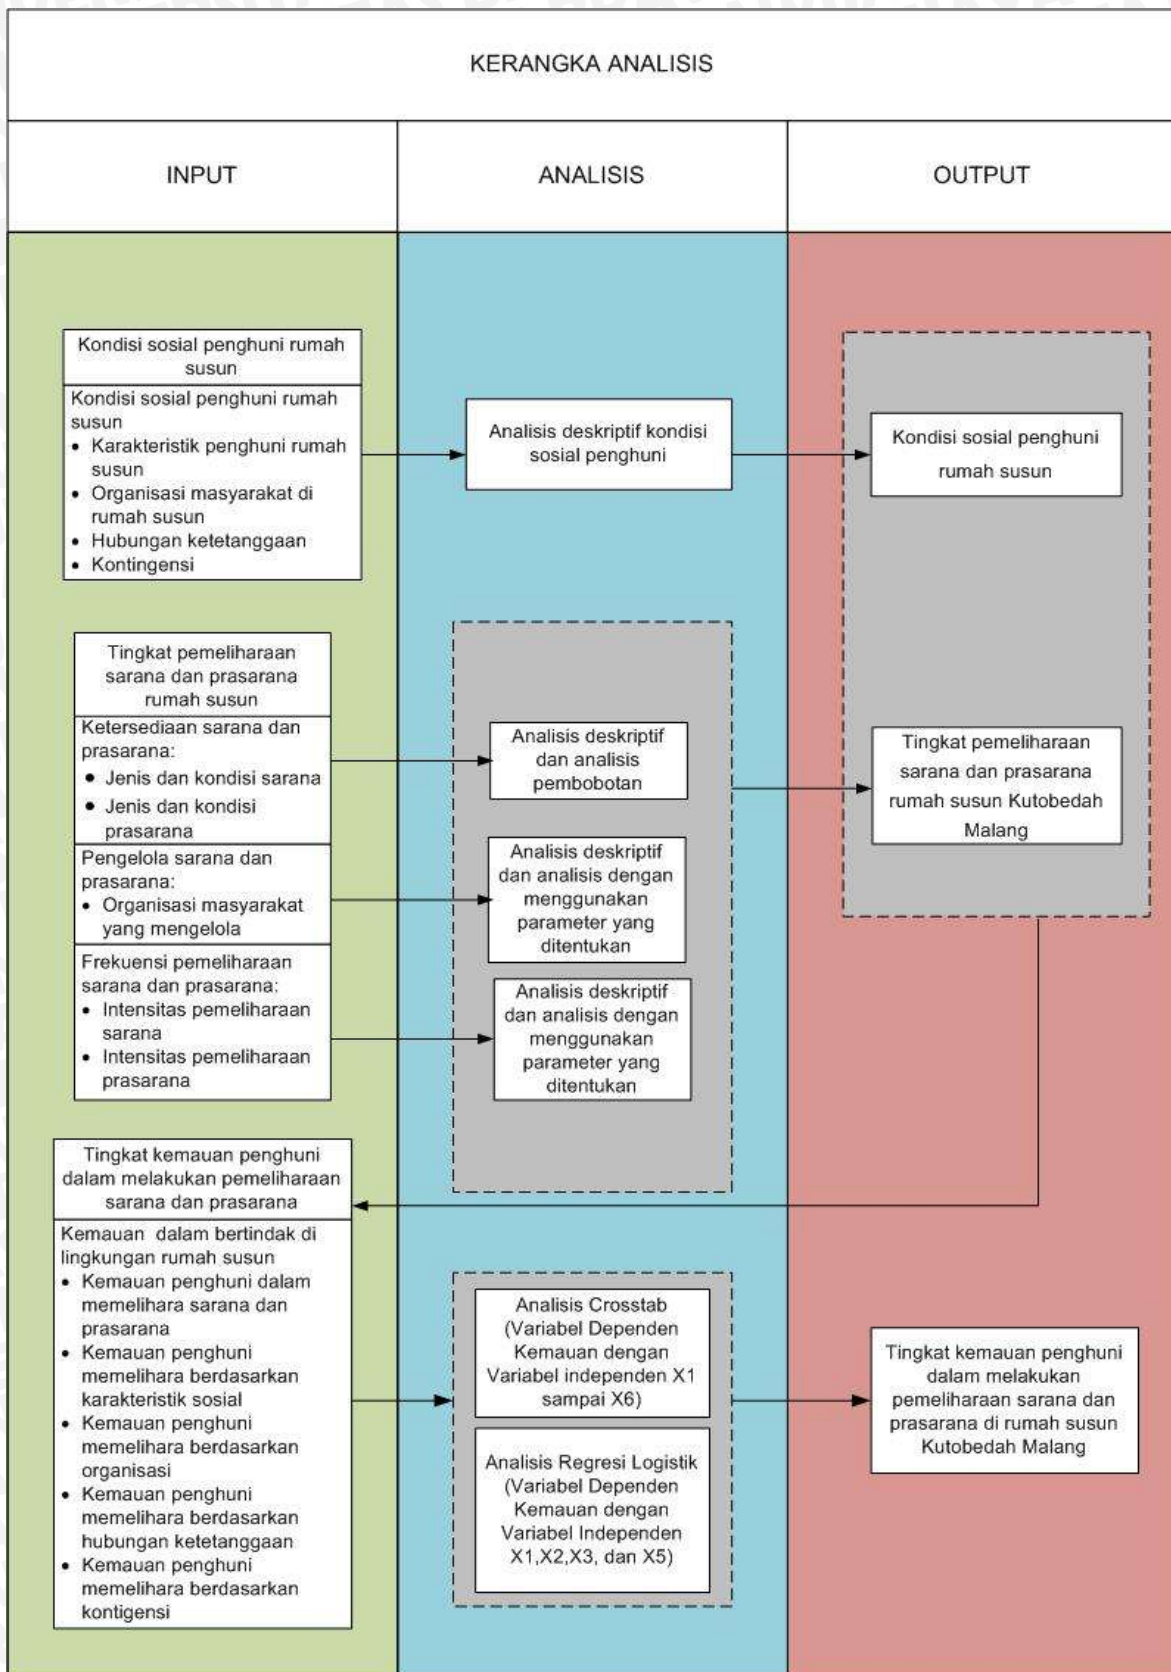 KERANGKA ANALISIS
INPUT
ANALISIS
OUTPUT
Kondisi sosial penghuni rumah
susun
Kondisi sosial penghuni rumah
susun
• Karakteristik penghuni rumah
susun
• Organisasi masyarakat di
rumah susun
• Hubungan ketetanggaan
• Kontingensi
Analisis deskriptif kondisi
sosial penghuni
Kondisi sosial penghuni
rumah susun
Tingkat pemeliharaan
sarana dan prasarana
rumah susun
Ketersediaan sarana dan
prasarana:
• Jenis dan kondisi sarana
• Jenis dan kondisi
prasarana
Pengelola sarana dan
prasarana:
• Organisasi masyarakat
yang mengelola
Frekuensi pemeliharaan
sarana dan prasarana:
• Intensitas pemeliharaan
sarana
• Intensitas pemeliharaan
prasarana
Analisis deskriptif
dan analisis
pembobotan
Analisis deskriptif
dan analisis dengan
menggunakan
parameter yang
ditentukan
Analisis deskriptif
dan analisis dengan
menggunakan
parameter yang
ditentukan
Tingkat pemeliharaan
sarana dan prasarana
rumah susun Kutobedah
Malang
Tingkat kemauan penghuni
dalam melakukan pemeliharaan
sarana dan prasarana
Kemauan dalam bertindak di
lingkungan rumah susun
• Kemauan penghuni dalam
memelihara sarana dan
prasarana
• Kemauan penghuni
memelihara berdasarkan
karakteristik sosial
• Kemauan penghuni
memelihara berdasarkan
organisasi
• Kemauan penghuni
memelihara berdasarkan
hubungan ketetanggaan
• Kemauan penghuni
memelihara berdasarkan
kontigensi
Analisis Crosstab
(Variabel Dependen
Kemauan dengan
Variabel independen X1
sampai X6)
Analisis Regresi Logistik
(Variabel Dependen
Kemauan dengan
Variabel Independen
X1,X2,X3, dan X5)
Tingkat kemauan penghuni
dalam melakukan
pemeliharaan sarana dan
prasarana di rumah susun
Kutobedah Malang